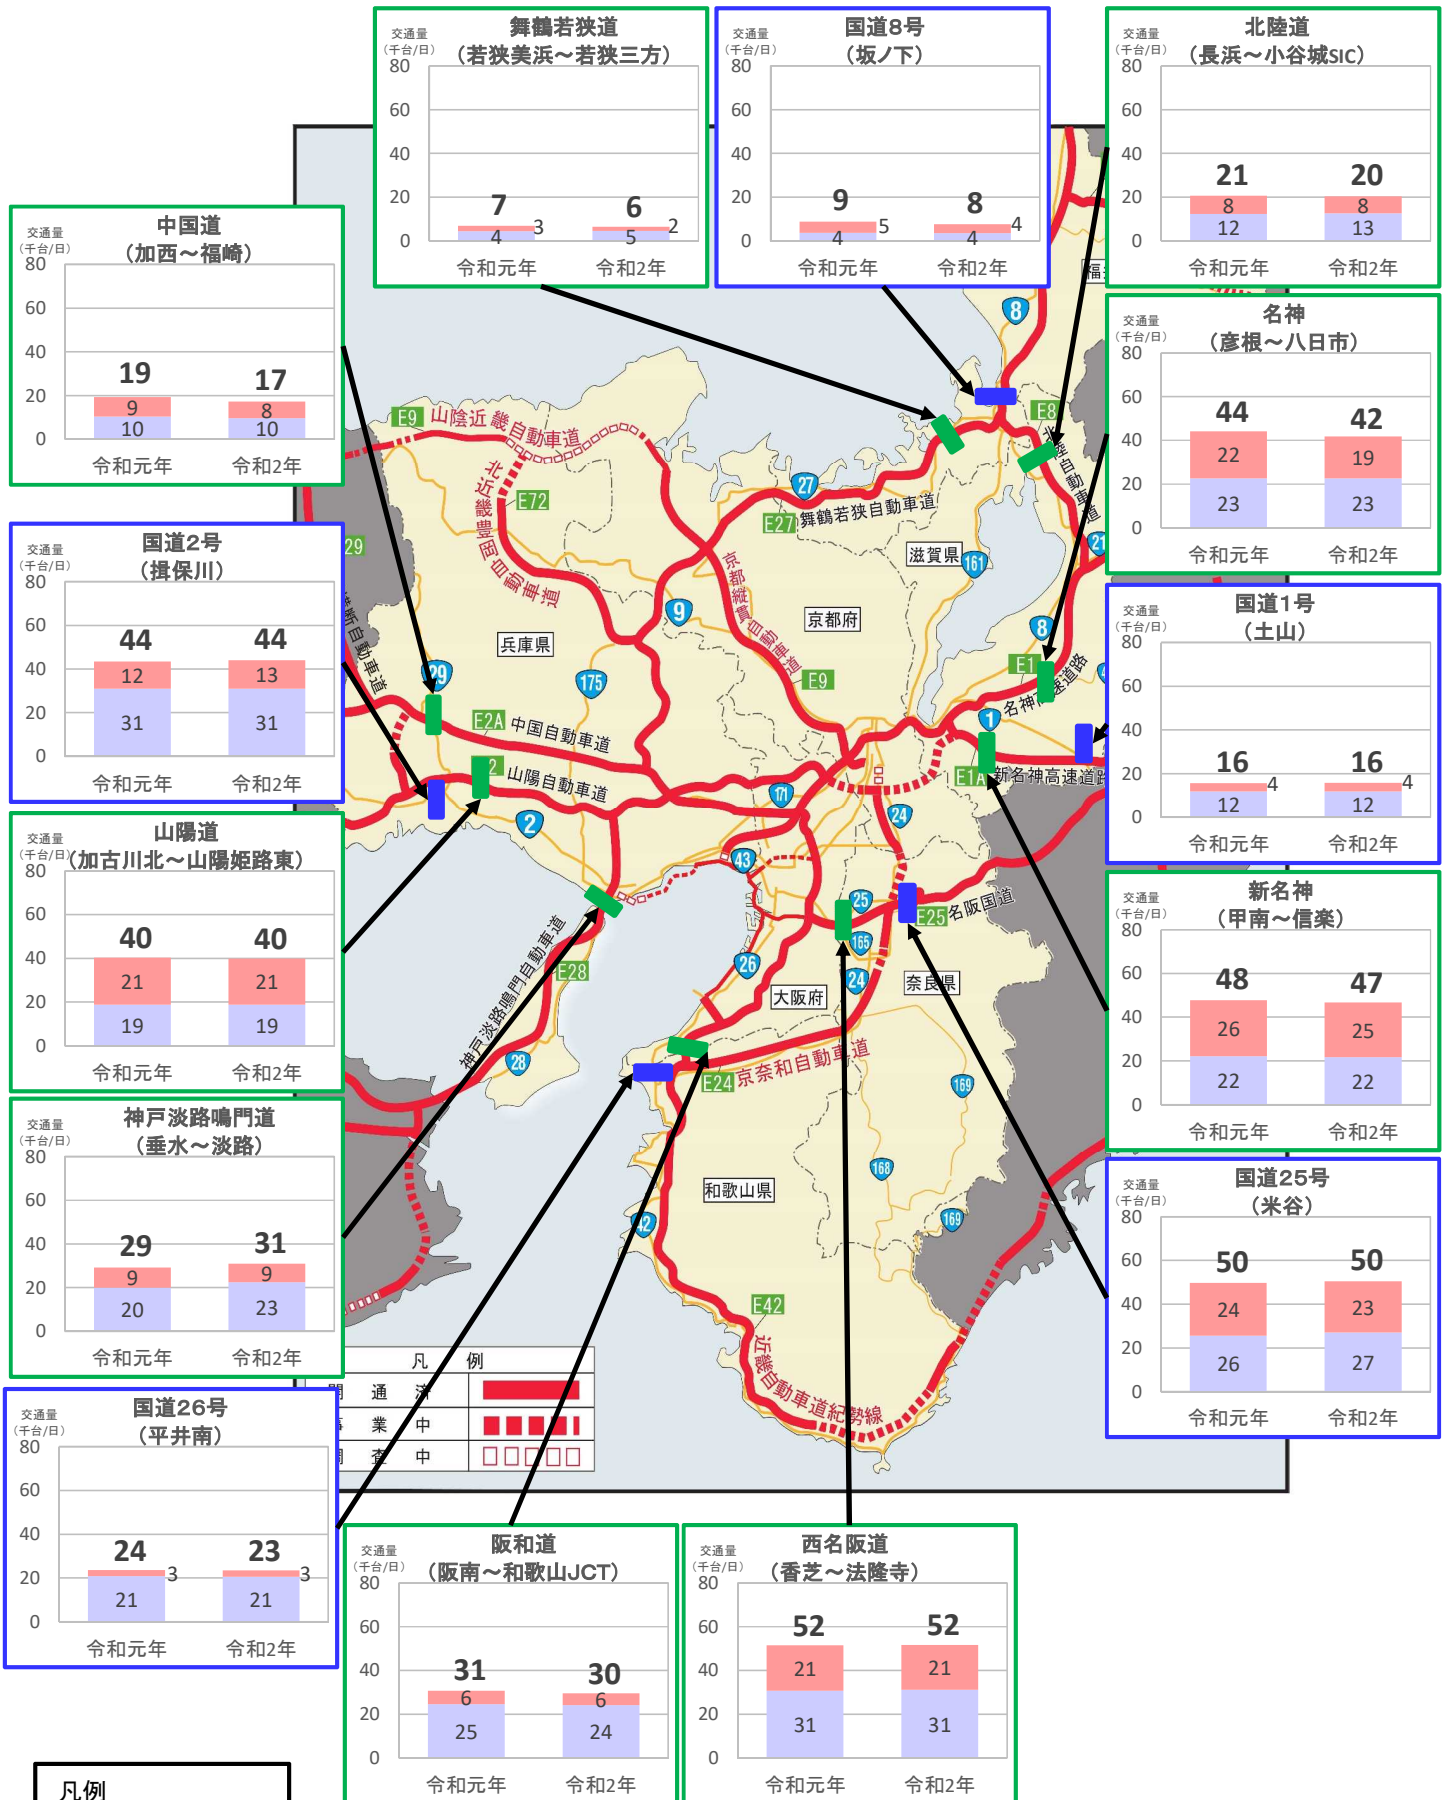 舞鶴若狭道
（若狭美浜～若狭三方）
交通量
（千台/日）
80
60
40
20
0
7
3
4
6
2
5
令和元年
令和2年
国道8号
（坂ノ下）
交通量
（千台/日）
80
60
40
20
0
9
5
4
8
4
4
令和元年
令和2年
北陸道
（長浜～小谷城SIC）
交通量
（千台/日）
80
60
40
20
0
21
8
12
20
8
13
令和元年
令和2年
中国道
（加西～福崎）
交通量
（千台/日）
80
60
40
20
0
19
9
10
17
8
10
令和元年
令和2年
名神
（彦根～八日市）
交通量
（千台/日）
80
60
40
20
0
44
22
23
42
19
23
令和元年
令和2年
国道2号
（揖保川）
交通量
（千台/日）
80
60
40
20
0
44
12
31
44
13
31
令和元年
令和2年
国道1号
（土山）
交通量
（千台/日）
80
60
40
20
0
16
4
12
16
4
12
令和元年
令和2年
山陽道
（加古川北～山陽姫路東）
交通量
（千台/日）
80
60
40
20
0
40
21
19
40
21
19
令和元年
令和2年
新名神
（甲南～信楽）
交通量
（千台/日）
80
60
40
20
0
48
26
22
47
25
22
令和元年
令和2年
神戸淡路鳴門道
（垂水～淡路）
交通量
（千台/日）
80
60
40
20
0
29
9
20
31
9
23
令和元年
令和2年
国道25号
（米谷）
交通量
（千台/日）
80
60
40
20
0
50
24
26
50
23
27
令和元年
令和2年
国道26号
（平井南）
交通量
（千台/日）
80
60
40
20
0
24
3
21
23
3
21
令和元年
令和2年
阪和道
（阪南～和歌山JCT）
交通量
（千台/日）
80
60
40
20
0
31
6
25
30
6
24
令和元年
令和2年
西名阪道
（香芝～法隆寺）
交通量
（千台/日）
80
60
40
20
0
52
21
31
52
21
31
令和元年
令和2年
8
E9
山陰近畿自動車道
E8
北陸自動車道
北近畿豊岡自動車道
E72
27
E27
舞鶴若狭自動車道
滋賀県
161
21
29
京都縦貫自動車道
9
京都府
8
兵庫県
E1
名神高速道路
29
175
E9
横断自動車道
E2A
中国自動車道
1
山陽自動車道
E1A
新名神高速道路
171
2
24
43
25
E25
名阪国道
165
26
24
神戸淡路鳴門自動車道
E28
大阪府
奈良県
28
E24
京奈和自動車道
169
168
和歌山県
169
42
E42
近畿自動車道紀勢線
凡 例
開 通 済
事 業 中
調 査 中
凡例